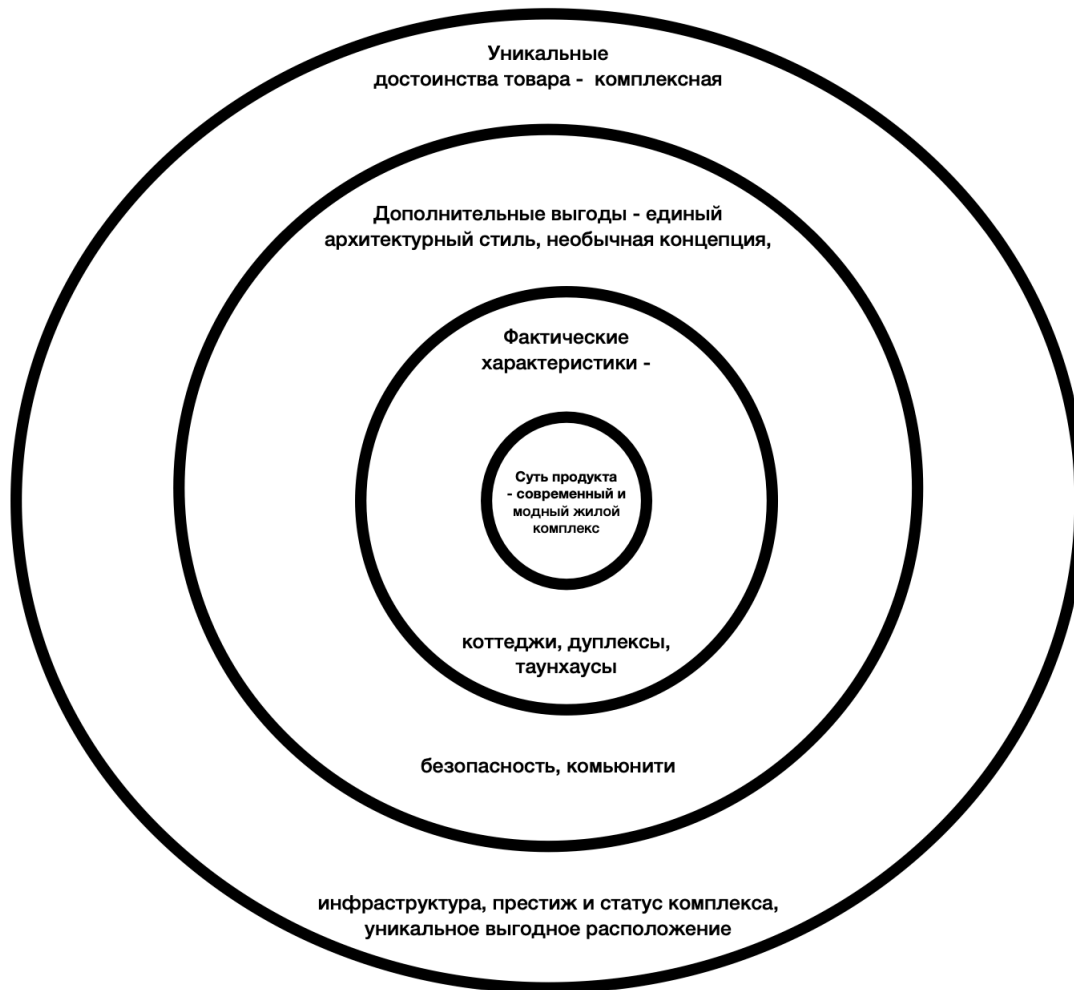 Уникальные
достоинства товара - комплексная
Дополнительные выгоды - единый
архитектурный стиль, необычная концепция,
Фактические
характеристики -
Суть продукта
- современный и
модный жилой
комплекс
коттеджи, дуплексы,
таунхаусы
безопасность, комьюнити
инфраструктура, престиж и статус комплекса,
уникальное выгодное расположение